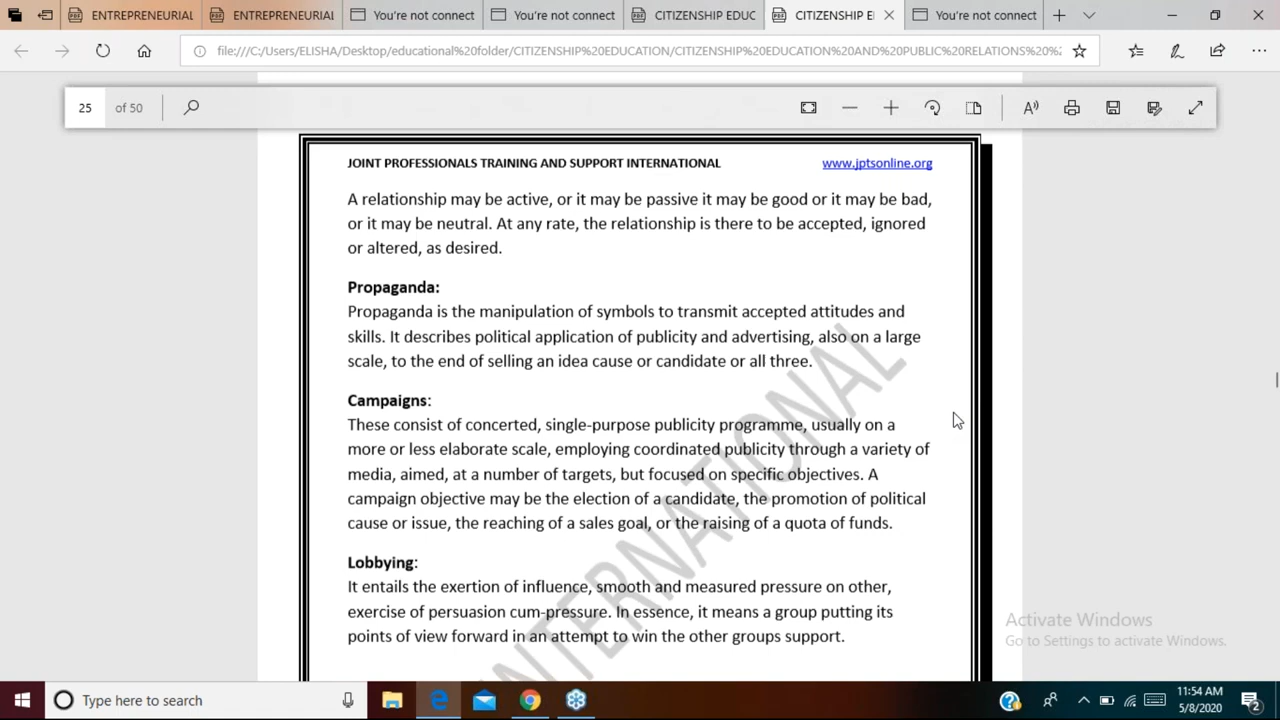 ENTREPRENEURIAL
ENTREPRENEURIAL
You're not connect
You're not connect
CITIZENSHIP EDUC
CITIZENSHIP E
You're not connect
file:///C:/Users/ELISHA/Desktop/educational%20folder/CITIZENSHIP%20EDUCATION/CITIZENSHIP%20EDUCATION%20AND%20PUBLIC%20RELATIONS%20%
25 of 50
JOINT PROFESSIONALS TRAINING AND SUPPORT INTERNATIONAL www.jptsonline.org
A relationship may be active, or it may be passive it may be good or it may be bad,
or it may be neutral. At any rate, the relationship is there to be accepted, ignored
or altered, as desired.
Propaganda:
Propaganda is the manipulation of symbols to transmit accepted attitudes and
skills. It describes political application of publicity and advertising, also on a large
scale, to the end of selling an idea cause or candidate or all three.
Campaigns:
These consist of concerted, single-purpose publicity programme, usually on a
more or less elaborate scale, employing coordinated publicity through a variety of
media, aimed, at a number of targets, but focused on specific objectives. A
campaign objective may be the election of a candidate, the promotion of political
cause or issue, the reaching of a sales goal, or the raising of a quota of funds.
Lobbying:
It entails the exertion of influence, smooth and measured pressure on other,
exercise of persuasion cum-pressure. In essence, it means a group putting its
points of view forward in an attempt to win the other groups support.
INTERNATIONAL
Activate Windows
Go to Settings to activate Windows.
Type here to search
11:54 AM
5/8/2020
2